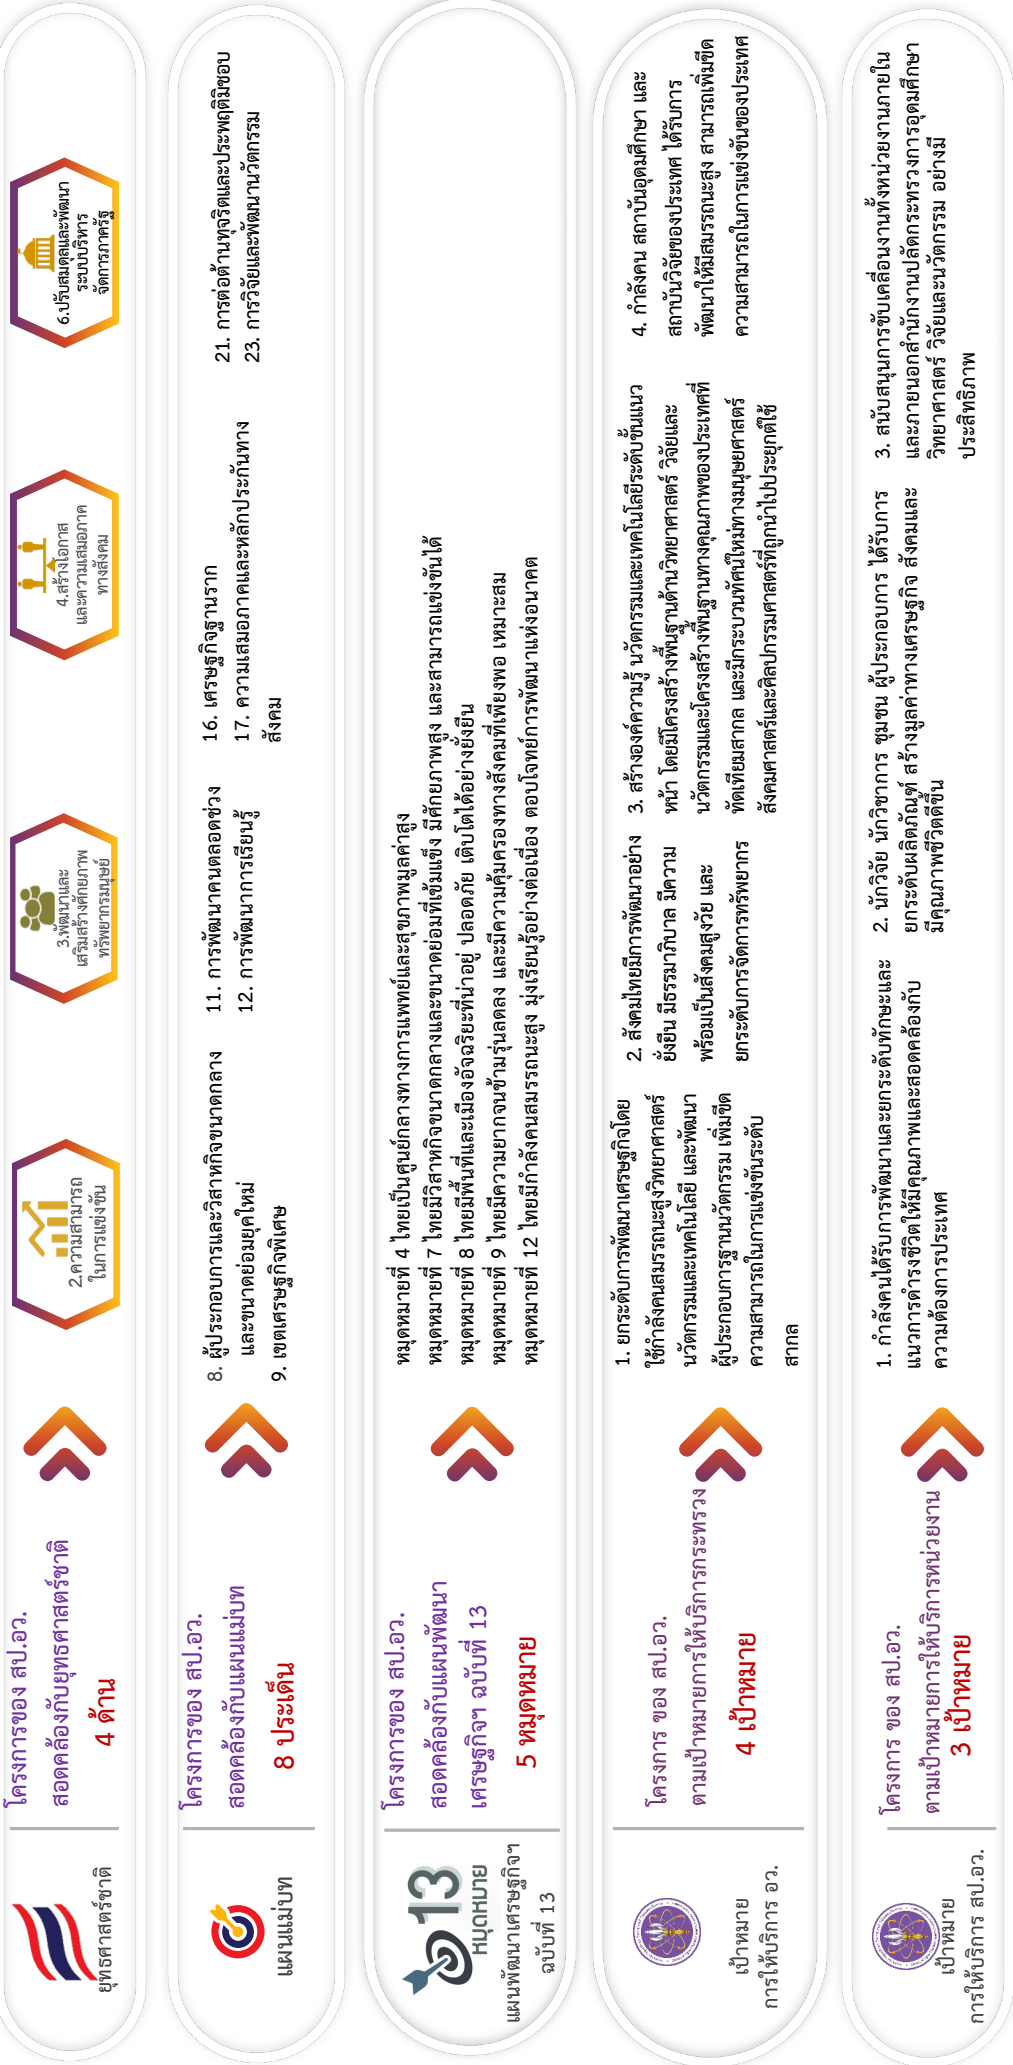 ยุทธศาสตร์ชาติ
โครงการของ สป.อว.
สอดคล้องกับยุทธศาสตร์ชาติ
4 ด้าน
2.ความสามารถ
ในการแข่งขัน
3.พัฒนาและ
เสริมสร้างศักยภาพ
ทรัพยากรมนุษย์
4.สร้างโอกาส
และความเสมอภาค
ทางสังคม
6.ปรับสมดุลและพัฒนา
ระบบบริหาร
จัดการภาครัฐ
แผนแม่บท
โครงการของ สป.อว.
สอดคล้องกับแผนแม่บท
8 ประเด็น
8. ผู้ประกอบการและวิสาหกิจขนาดกลาง
และขนาดย่อมยุคใหม่
9. เขตเศรษฐกิจพิเศษ
11. การพัฒนาคนตลอดช่วง
12. การพัฒนาการเรียนรู้
16. เศรษฐกิจฐานราก
17. ความเสมอภาคและหลักประกันทาง
สังคม
21. การต่อต้านทุจริตและประพฤติมิชอบ
23. การวิจัยและพัฒนานวัตกรรม
13
หมุดหมาย
แผนพัฒนาเศรษฐกิจฯ
ฉบับที่ 13
โครงการของ สป.อว.
สอดคล้องกับแผนพัฒนา
เศรษฐกิจฯ ฉบับที่ 13
5 หมุดหมาย
หมุดหมายที่ 4 ไทยเป็นศูนย์กลางทางการแพทย์และสุขภาพมูลค่าสูง
หมุดหมายที่ 7 ไทยมีวิสาหกิจขนาดกลางและขนาดย่อมที่เข้มแข็ง มีศักยภาพสูง และสามารถแข่งขันได้
หมุดหมายที่ 8 ไทยมีพื้นที่และเมืองอัจฉริยะที่น่าอยู่ ปลอดภัย เติบโตได้อย่างยั่งยืน
หมุดหมายที่ 9 ไทยมีความยากจนข้ามรุ่นลดลง และมีความคุ้มครองทางสังคมที่เพียงพอ เหมาะสม
หมุดหมายที่ 12 ไทยมีกำลังคนสมรรถนะสูง มุ่งเรียนรู้อย่างต่อเนื่อง ตอบโจทย์การพัฒนาแห่งอนาคต
เป้าหมาย
การให้บริการ อว.
โครงการ ของ สป.อว.
ตามเป้าหมายการให้บริการกระทรวง
4 เป้าหมาย
1. ยกระดับการพัฒนาเศรษฐกิจโดย
ใช้กำลังคนสมรรถนะสูงวิทยาศาสตร์
นวัตกรรมและเทคโนโลยี และพัฒนา
ผู้ประกอบการฐานนวัตกรรม เพิ่มขีด
ความสามารถในการแข่งขันระดับ
สากล
2. สังคมไทยมีการพัฒนาอย่าง
ยั่งยืน มีธรรมาภิบาล มีความ
พร้อมเป็นสังคมสูงวัย และ
ยกระดับการจัดการทรัพยากร
3. สร้างองค์ความรู้ นวัตกรรมและเทคโนโลยีระดับขั้นแนว
หน้า โดยมีโครงสร้างพื้นฐานด้านวิทยาศาสตร์ วิจัยและ
นวัตกรรมและโครงสร้างพื้นฐานทางคุณภาพของประเทศที่
ทัดเทียมสากล และมีกระบวนทัศน์ใหม่ทางมนุษยศาสตร์
สังคมศาสตร์และศิลปกรรมศาสตร์ที่ถูกนำไปประยุกต์ใช้
4. กำลังคน สถาบันอุดมศึกษา และ
สถาบันวิจัยของประเทศ ได้รับการ
พัฒนาให้มีสมรรถนะสูง สามารถเพิ่มขีด
ความสามารถในการแข่งขันของประเทศ
เป้าหมาย
การให้บริการ สป.อว.
โครงการ ของ สป.อว.
ตามเป้าหมายการให้บริการหน่วยงาน
3 เป้าหมาย
1. กำลังคนได้รับการพัฒนาและยกระดับทักษะและ
แนวการดำรงชีวิตให้มีคุณภาพและสอดคล้องกับ
ความต้องการประเทศ
2. นักวิจัย นักวิชาการ ชุมชน ผู้ประกอบการ ได้รับการ
ยกระดับผลิตภัณฑ์ สร้างมูลค่าทางเศรษฐกิจ สังคมและ
มีคุณภาพชีวิตดีขึ้น
3. สนับสนุนการขับเคลื่อนงานทั้งหน่วยงานภายใน
และภายนอกสำนักงานปลัดกระทรวงการอุดมศึกษา
วิทยาศาสตร์ วิจัยและนวัตกรรม อย่างมี
ประสิทธิภาพ